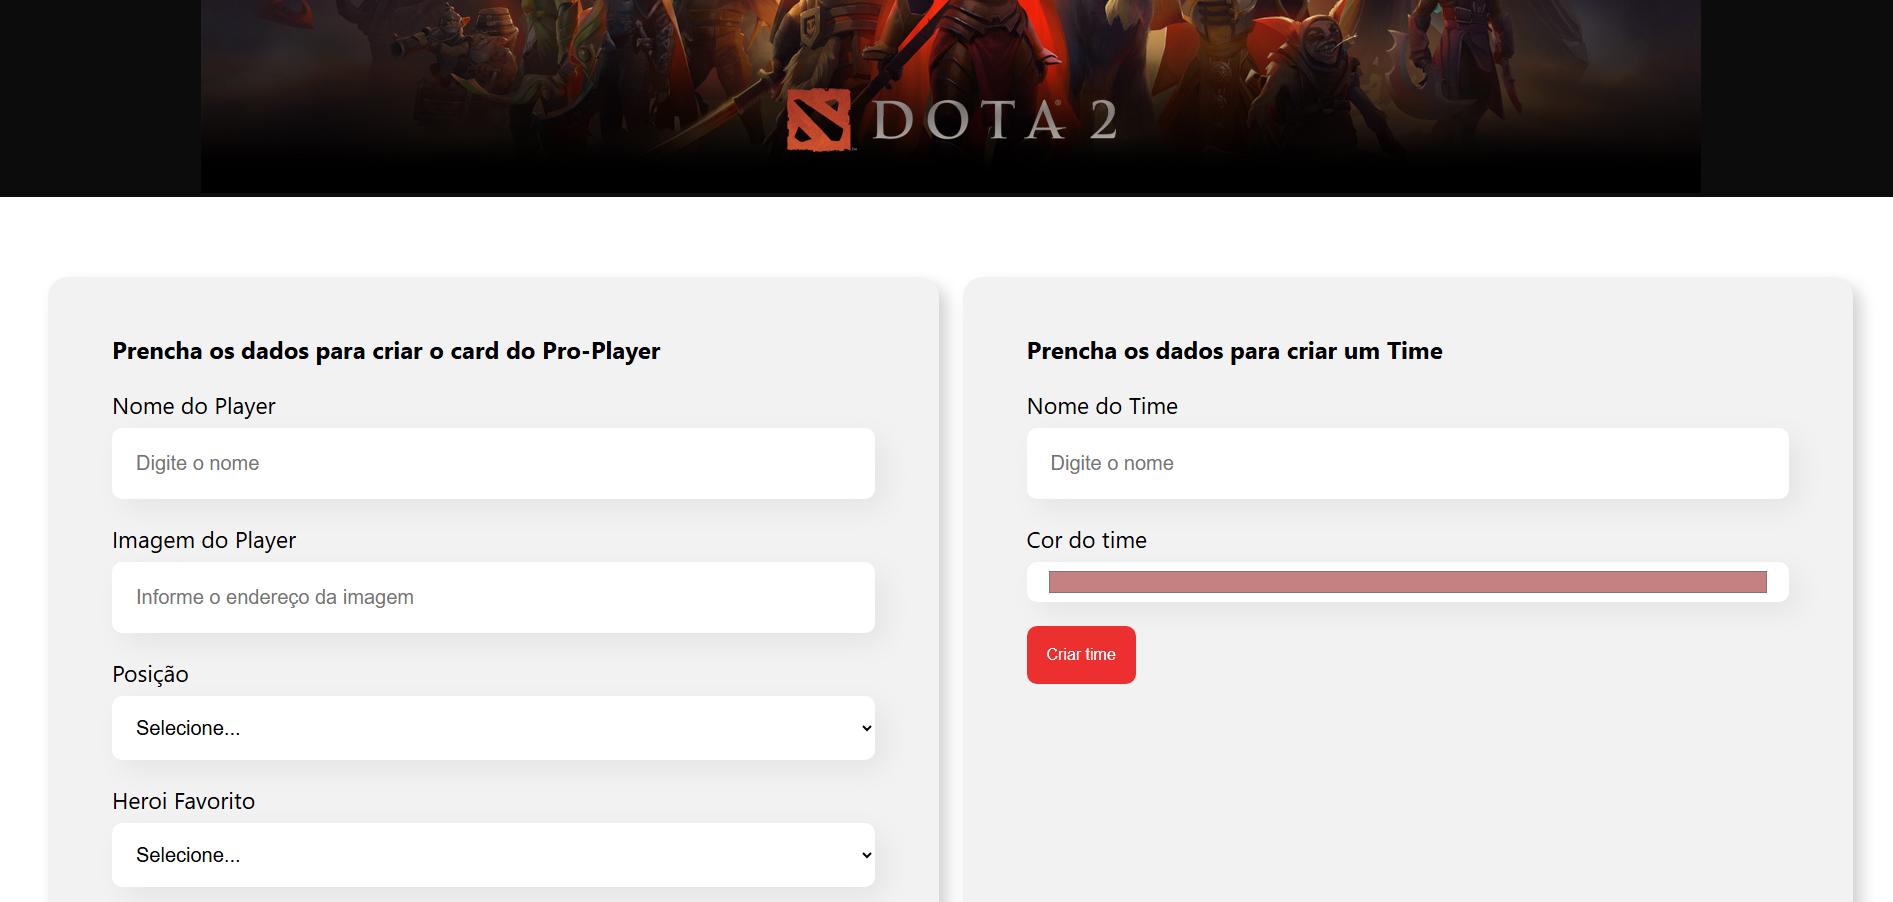 DOTA 2
Prencha os dados para criar o card do Pro-Player
Nome do Player
Digite o nome
Imagem do Player
Informe o endereço da imagem
Posição
Selecione...
Heroi Favorito
Selecione...
Prencha os dados para criar um Time
Nome do Time
Digite o nome
Cor do time
Criar time